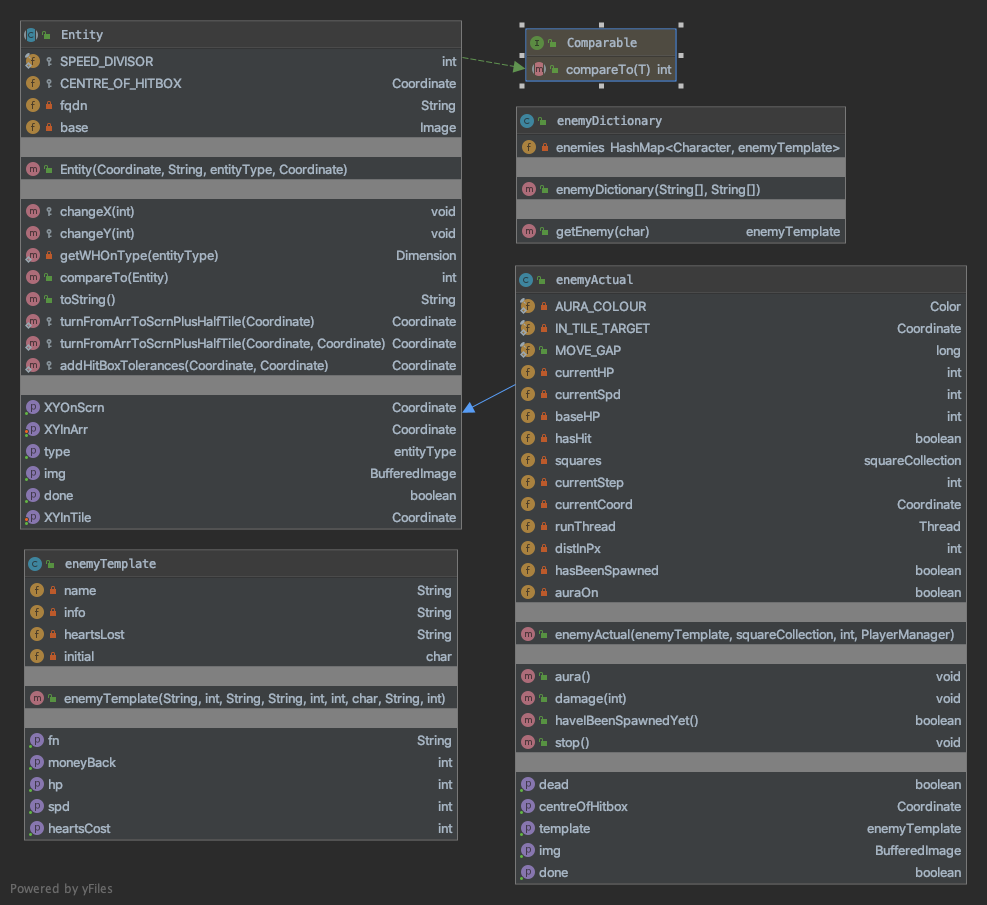 Entity
SPEED_DIVISOR int
CENTRE_OF_HITBOX Coordinate
fqdn String
base Image
Entity(Coordinate, String, entityType, Coordinate)
changeX(int) void
changeY(int) void
getWHOnType(entityType) Dimension
compareTo(Entity) int
toString() String
turnFromArrToScrnPlusHalfTile(Coordinate) Coordinate
turnFromArrToScrnPlusHalfTile(Coordinate, Coordinate) Coordinate
addHitBoxTolerances(Coordinate, Coordinate) Coordinate
XYOnScrn Coordinate
XYInArr Coordinate
type entityType
img BufferedImage
done boolean
XYInTile Coordinate
Comparable
compareTo(T) int
enemyDictionary
enemies HashMap<Character, enemyTemplate>
enemyDictionary(String[], String[])
getEnemy(char) enemyTemplate
enemyActual
AURA_COLOUR Color
IN_TILE_TARGET Coordinate
MOVE_GAP long
currentHP int
currentSpd int
baseHP int
hasHit boolean
squares squareCollection
currentStep int
currentCoord Coordinate
runThread Thread
distInPx int
hasBeenSpawned boolean
auraOn boolean
enemyActual(enemyTemplate, squareCollection, int, PlayerManager)
aura() void
damage(int) void
haveIBeenSpawnedYet() boolean
stop() void
dead boolean
centreOfHitbox Coordinate
template enemyTemplate
img BufferedImage
done boolean
enemyTemplate
name String
info String
heartsLost String
initial char
enemyTemplate(String, int, String, String, int, int, char, String, int)
fn String
moneyBack int
hp int
spd int
heartsCost int
Powered by yFiles